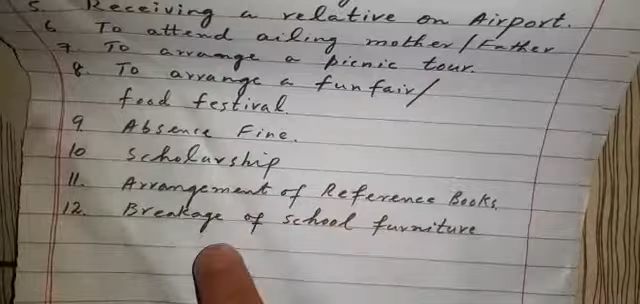 5. Receiving a relative on Airport.
6. To attend ailing mother/Father
7. To arrange a picnic tour.
8. To arrange a funfair/
food festival.
9. Absence Fine.
10 Scholarship
11. Arrangement of Reference Books.
12. Breakage of school furniture